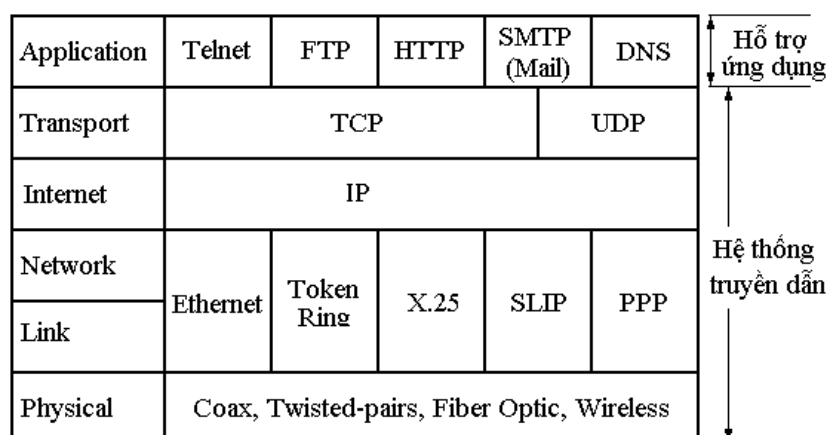 Application Telnet FTP HTTP SMTP (Mail) DNS Hỗ trợ ứng dụng
Transport TCP UDP
Internet IP
Network
Ethernet Token Ring X.25 SLIP PPP Hệ thống truyền dẫn
Link
Physical Coax, Twisted-pairs, Fiber Optic, Wireless